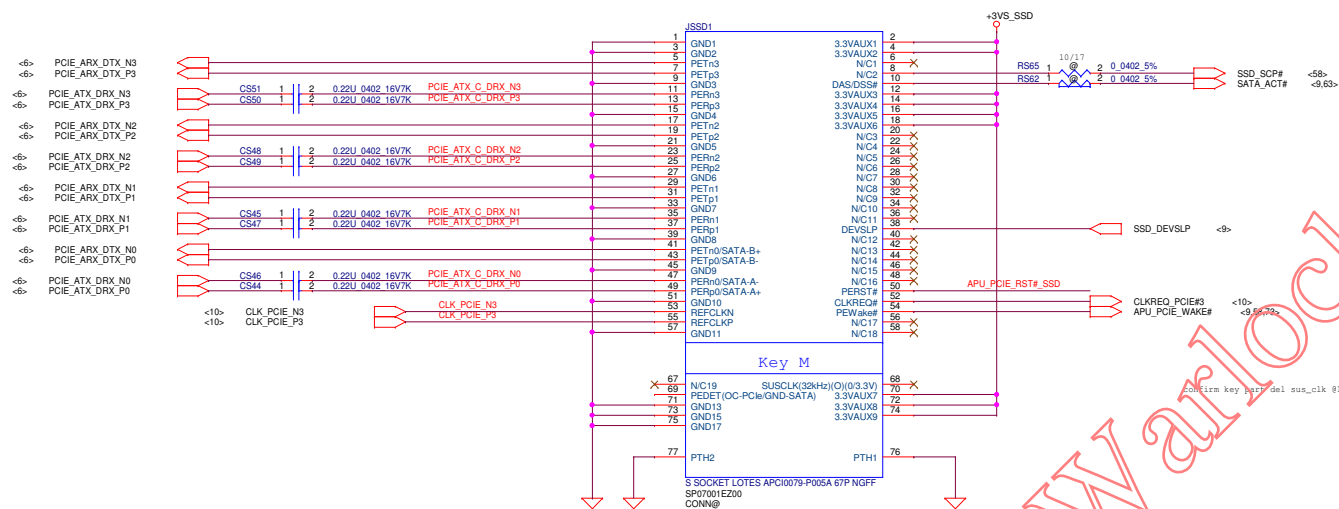 +3VS_SSD
JSSD1
1 GND1 3.3VAUX1 2
3 GND2 3.3VAUX2 4
<6> PCIE_ARX_DTX_N3 5 PETn3 N/C1 6
10/17
<6> PCIE_ARX_DTX_P3 7 PETp3 N/C2 8 RS65 1 @ 2 0_0402_5% SSD_SCP# <58>
9 GND3 DAS/DSS# 10 RS62 1 @ 2 0_0402_5% SATA_ACT# <9,63>
<6> PCIE_ATX_DRX_N3 CS51 1 2 0.22U_0402_16V7K PCIE_ATX_C_DRX_N3 11 PERn3 3.3VAUX3 12
<6> PCIE_ATX_DRX_P3 CS50 1 2 0.22U_0402_16V7K PCIE_ATX_C_DRX_P3 13 PERp3 3.3VAUX4 14
15 GND4 3.3VAUX5 16
<6> PCIE_ARX_DTX_N2 17 PETn2 3.3VAUX6 18
<6> PCIE_ARX_DTX_P2 19 PETp2 N/C3 20
21 GND5 N/C4 22
<6> PCIE_ATX_DRX_N2 CS48 1 2 0.22U_0402_16V7K PCIE_ATX_C_DRX_N2 23 PERn2 N/C5 24
<6> PCIE_ATX_DRX_P2 CS49 1 2 0.22U_0402_16V7K PCIE_ATX_C_DRX_P2 25 PERp2 N/C6 26
27 GND6 N/C7 28
<6> PCIE_ARX_DTX_N1 29 PETn1 N/C8 30
<6> PCIE_ARX_DTX_P1 31 PETp1 N/C9 32
33 GND7 N/C10 34
<6> PCIE_ATX_DRX_N1 CS45 1 2 0.22U_0402_16V7K PCIE_ATX_C_DRX_N1 35 PERn1 N/C11 36
<6> PCIE_ATX_DRX_P1 CS47 1 2 0.22U_0402_16V7K PCIE_ATX_C_DRX_P1 37 PERp1 DEVSLP 38 SSD_DEVSLP <9>
39 GND8 N/C12 40
<6> PCIE_ARX_DTX_N0 41 PETn0/SATA-B+ N/C13 42
<6> PCIE_ARX_DTX_P0 43 PETp0/SATA-B- N/C14 44
45 GND9 N/C15 46
<6> PCIE_ATX_DRX_N0 CS46 1 2 0.22U_0402_16V7K PCIE_ATX_C_DRX_N0 47 PERn0/SATA-A- N/C16 48
<6> PCIE_ATX_DRX_P0 CS44 1 2 0.22U_0402_16V7K PCIE_ATX_C_DRX_P0 49 PERp0/SATA-A+ PERST# 50 APU_PCIE_RST#_SSD
51 GND10 CLKREQ# 52 CLKREQ_PCIE#3 <10>
<10> CLK_PCIE_N3 CLK_PCIE_N3 53 REFCLKN PEWake# 54 APU_PCIE_WAKE#
<10> CLK_PCIE_P3 CLK_PCIE_P3 55 REFCLKP N/C17 56
57 GND11 N/C18 58
Key M
67 N/C19 SUSCLK(32kHz)(O)(0/3.3V) 68
69 PEDET(OC-PCIe/GND-SATA) 3.3VAUX7 70
confirm key part del sus_clk
71 GND13 3.3VAUX8 72
73 GND15 3.3VAUX9 74
75 GND17
77 PTH2 PTH1 76
S SOCKET LOTES APCI0079-P005A 67P NGFF
SP07001EZ00
CONN@
Warlock